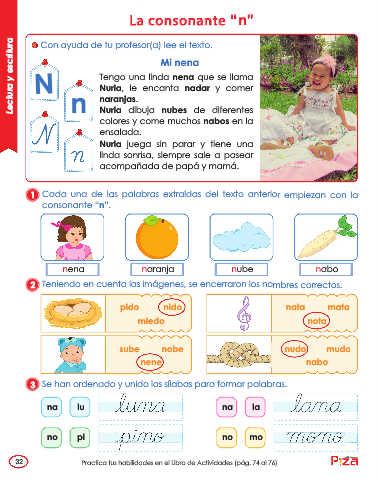 La consonante "n"
Lectura y escritura
Con ayuda de tu profesor(a) lee el texto.
N
n
N
n
Mi nena
Tengo una linda nena que se llama
Nuria, le encanta nadar y comer
naranjas.
Nuria dibuja nubes de diferentes
colores y come muchos nabos en la
ensalada.
Nuria juega sin parar y tiene una
linda sonrisa, siempre sale a pasear
acompañada de papá y mamá.
1 Cada una de las palabras extraídas del texto anterior empiezan con la
consonante "n".
nena
naranja
nube
nabo
2 Teniendo en cuenta las imágenes, se encerraron los nombres correctos.
pido nido
miedo
nata mata
nota
sube nebe
nene
nudo mudo
nabo
3 Se han ordenado y unido las sílabas para formar palabras.
na lu luna
na la lana
no pi pino
no mo mono
32
Practica tus habilidades en el Libro de Actividades (pág. 74 al 76)